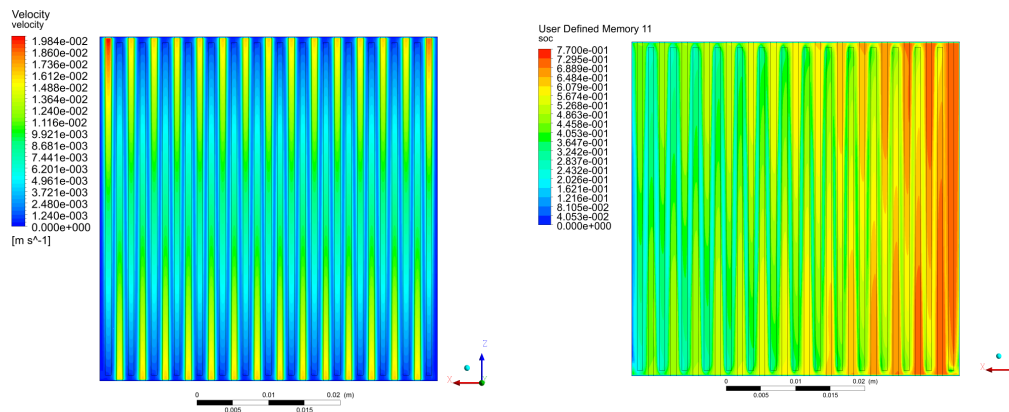 Velocity
velocity
1.984e-002
1.860e-002
1.736e-002
1.612e-002
1.488e-002
1.364e-002
1.240e-002
1.116e-002
9.921e-003
8.681e-003
7.441e-003
6.201e-003
4.961e-003
3.721e-003
2.480e-003
1.240e-003
0.000e+000
[m s^-1]
X
Y
Z
0 0.01 0.02 (m)
0.005 0.015
User Defined Memory 11
soc
7.700e-001
7.295e-001
6.889e-001
6.484e-001
6.079e-001
5.674e-001
5.268e-001
4.863e-001
4.458e-001
4.053e-001
3.647e-001
3.242e-001
2.837e-001
2.432e-001
2.026e-001
1.621e-001
1.216e-001
8.105e-002
4.053e-002
0.000e+000
X
0 0.01 0.02 (m)
0.005 0.015